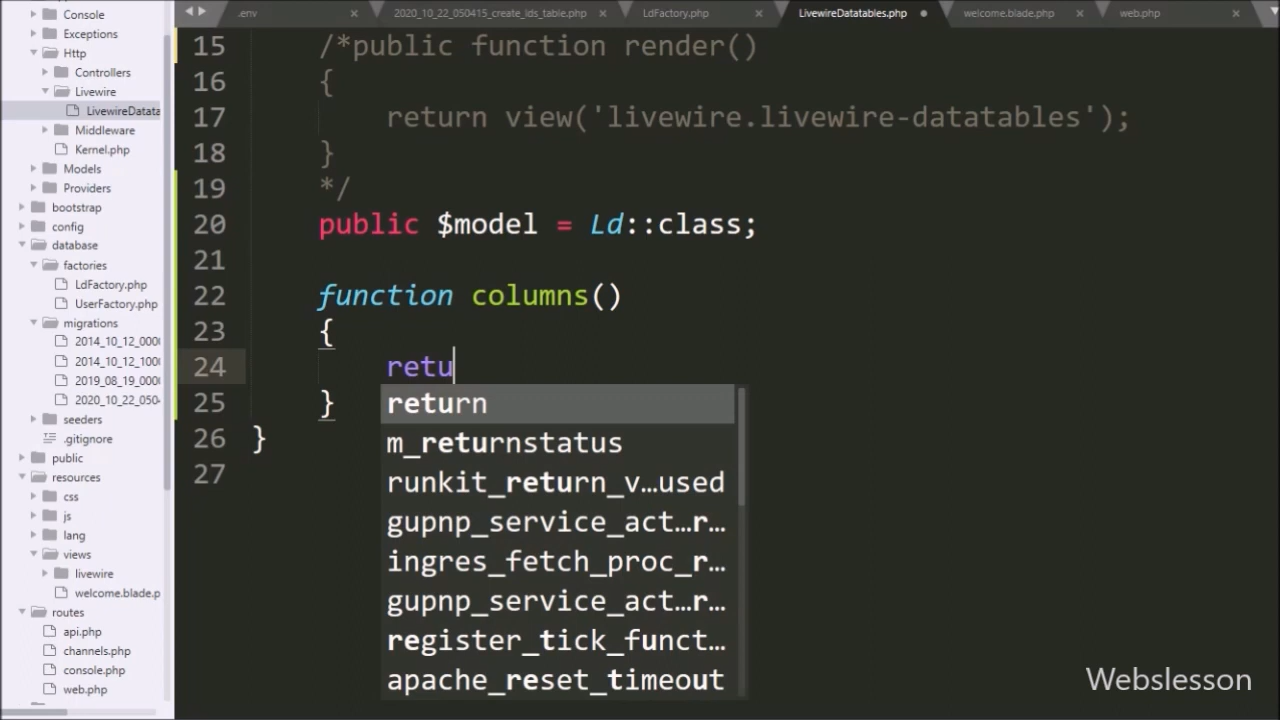 .env
2020_10_22_050415_create_lds_table.php
LdFactory.php
LivewireDatatables.php
welcome.blade.php
web.php
Console
Exceptions
Http
Controllers
Livewire
LivewireData
Middleware
Kernel.php
Models
Providers
bootstrap
config
database
factories
LdFactory.php
UserFactory.php
migrations
2014_10_12_000
2014_10_12_100
2019_08_19_000
2020_10_22_050
seeders
.gitignore
public
resources
css
js
lang
views
livewire
welcome.blade.p
routes
api.php
channels.php
console.php
web.php
15 /*public function render()
16 {
17 return view('livewire.livewire-datatables');
18 }
19 */
20 public $model = Ld::class;
21
22 function columns()
23 {
24 retu
25 }
26 }
27
return
m_returnstatus
runkit_return_v…used
gupnp_service_act…r…
ingres_fetch_proc_r…
gupnp_service_act…r…
register_tick_funct…
apache_reset_timeout
Webslesson